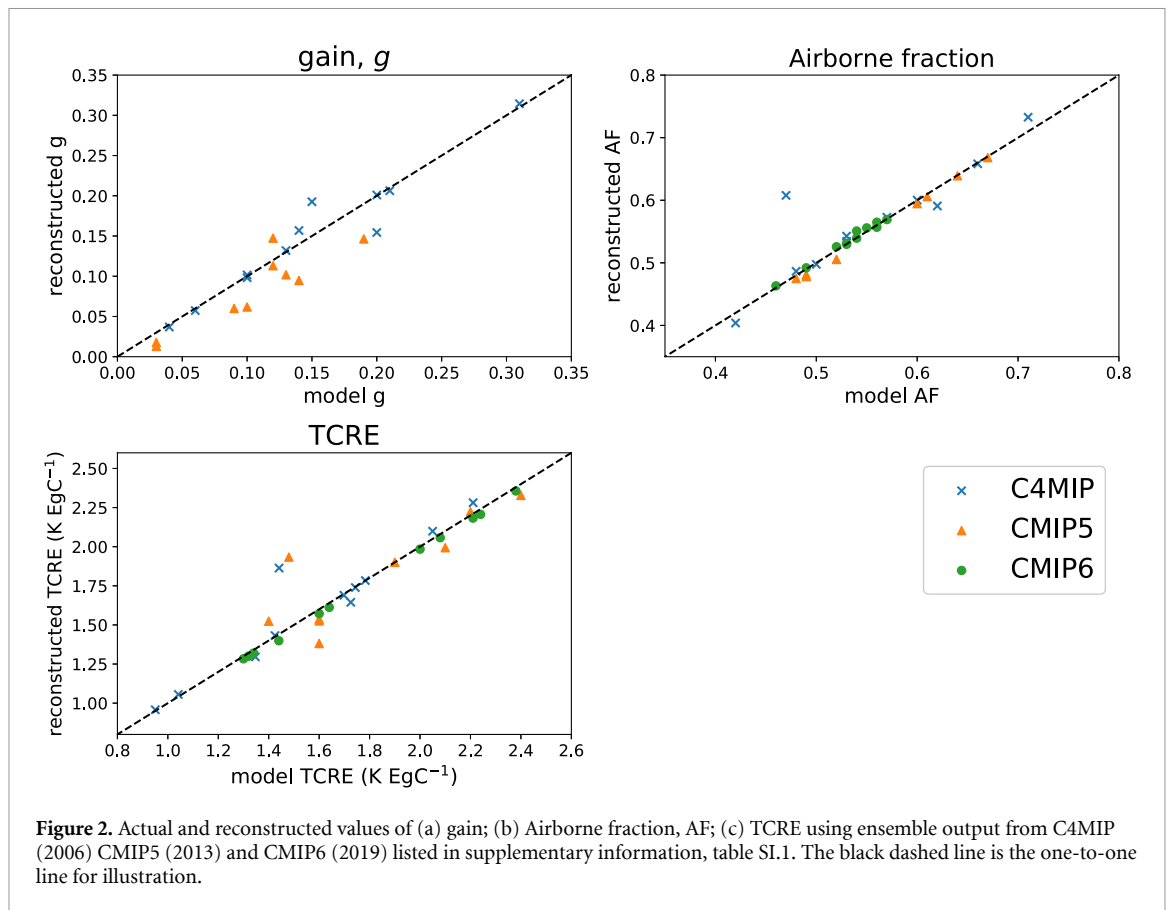 gain, g
0.35
0.30
0.25
0.20
0.15
0.10
0.05
0.00
reconstructed g
0.00 0.05 0.10 0.15 0.20 0.25 0.30 0.35
model g
Airborne fraction
0.8
0.7
0.6
0.5
0.4
reconstructed AF
0.4 0.5 0.6 0.7 0.8
model AF
TCRE
2.50
2.25
2.00
1.75
1.50
1.25
1.00
reconstructed TCRE (K EgC⁻¹)
0.8 1.0 1.2 1.4 1.6 1.8 2.0 2.2 2.4 2.6
model TCRE (K EgC⁻¹)
C4MIP
CMIP5
CMIP6
Figure 2. Actual and reconstructed values of (a) gain; (b) Airborne fraction, AF; (c) TCRE using ensemble output from C4MIP
(2006) CMIP5 (2013) and CMIP6 (2019) listed in supplementary information, table SI.1. The black dashed line is the one-to-one
line for illustration.